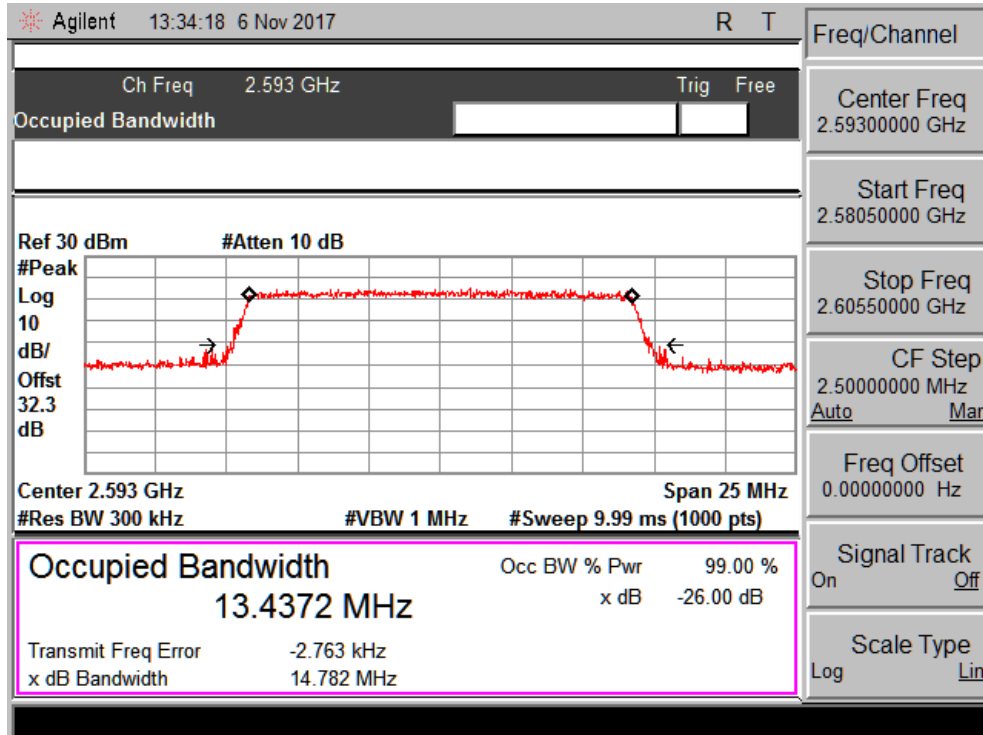 Agilent 13:34:18 6 Nov 2017 R T
Freq/Channel
Ch Freq 2.593 GHz Trig Free
Occupied Bandwidth
Center Freq
2.59300000 GHz
Start Freq
2.58050000 GHz
Stop Freq
2.60550000 GHz
CF Step
2.50000000 MHz
Auto Man
Freq Offset
0.00000000 Hz
Signal Track
On Off
Scale Type
Log Lin
Ref 30 dBm #Atten 10 dB
#Peak
Log
10
dB/
Offst
32.3
dB
Center 2.593 GHz Span 25 MHz
#Res BW 300 kHz #VBW 1 MHz #Sweep 9.99 ms (1000 pts)
Occupied Bandwidth Occ BW % Pwr 99.00 %
13.4372 MHz x dB -26.00 dB
Transmit Freq Error -2.763 kHz
x dB Bandwidth 14.782 MHz